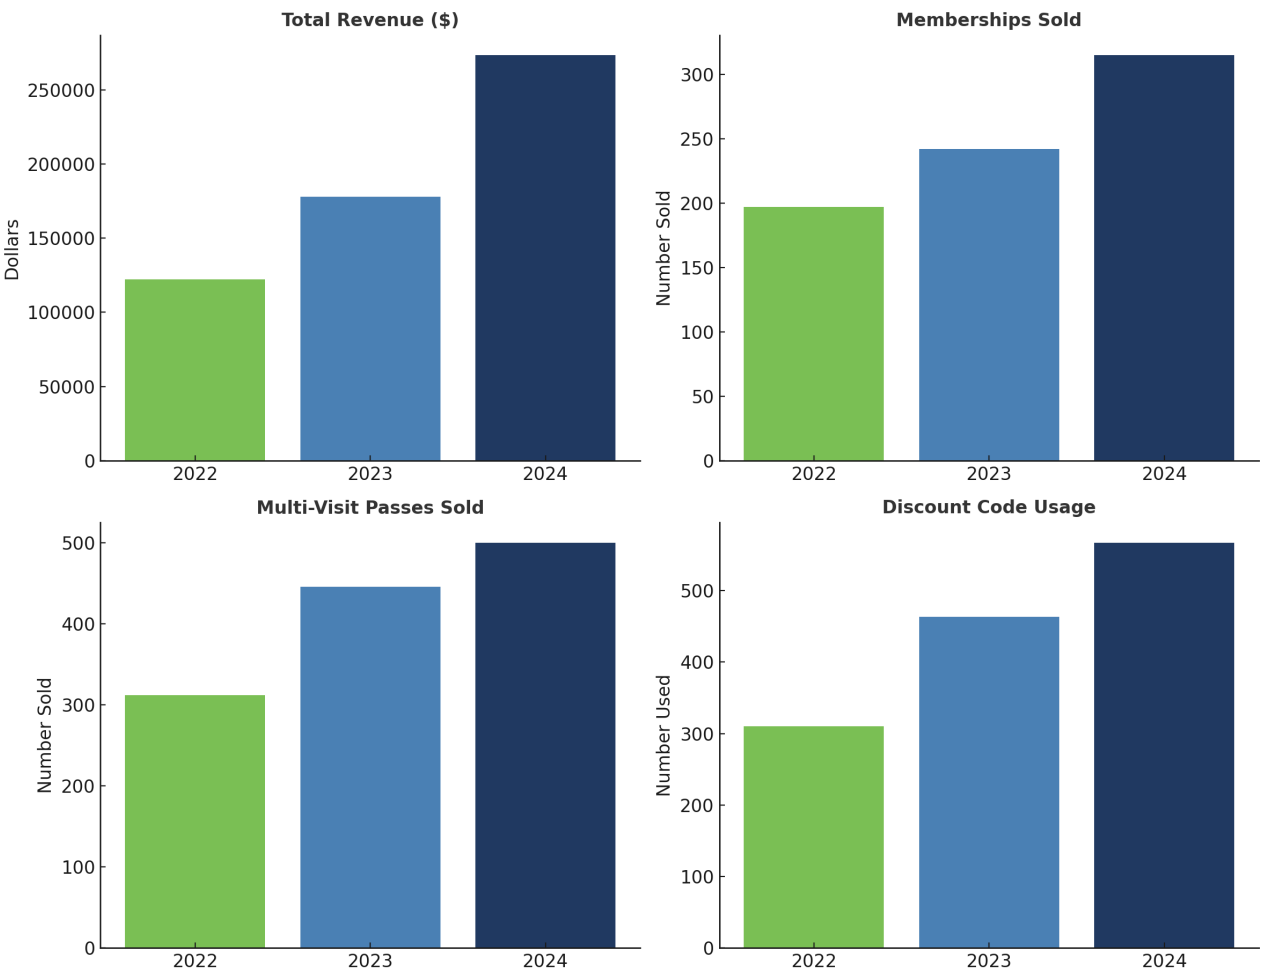 Total Revenue ($)
Dollars
250000
200000
150000
100000
50000
0
2022 2023 2024
Memberships Sold
Number Sold
300
250
200
150
100
50
0
2022 2023 2024
Multi-Visit Passes Sold
Number Sold
500
400
300
200
100
0
2022 2023 2024
Discount Code Usage
Number Used
500
400
300
200
100
0
2022 2023 2024